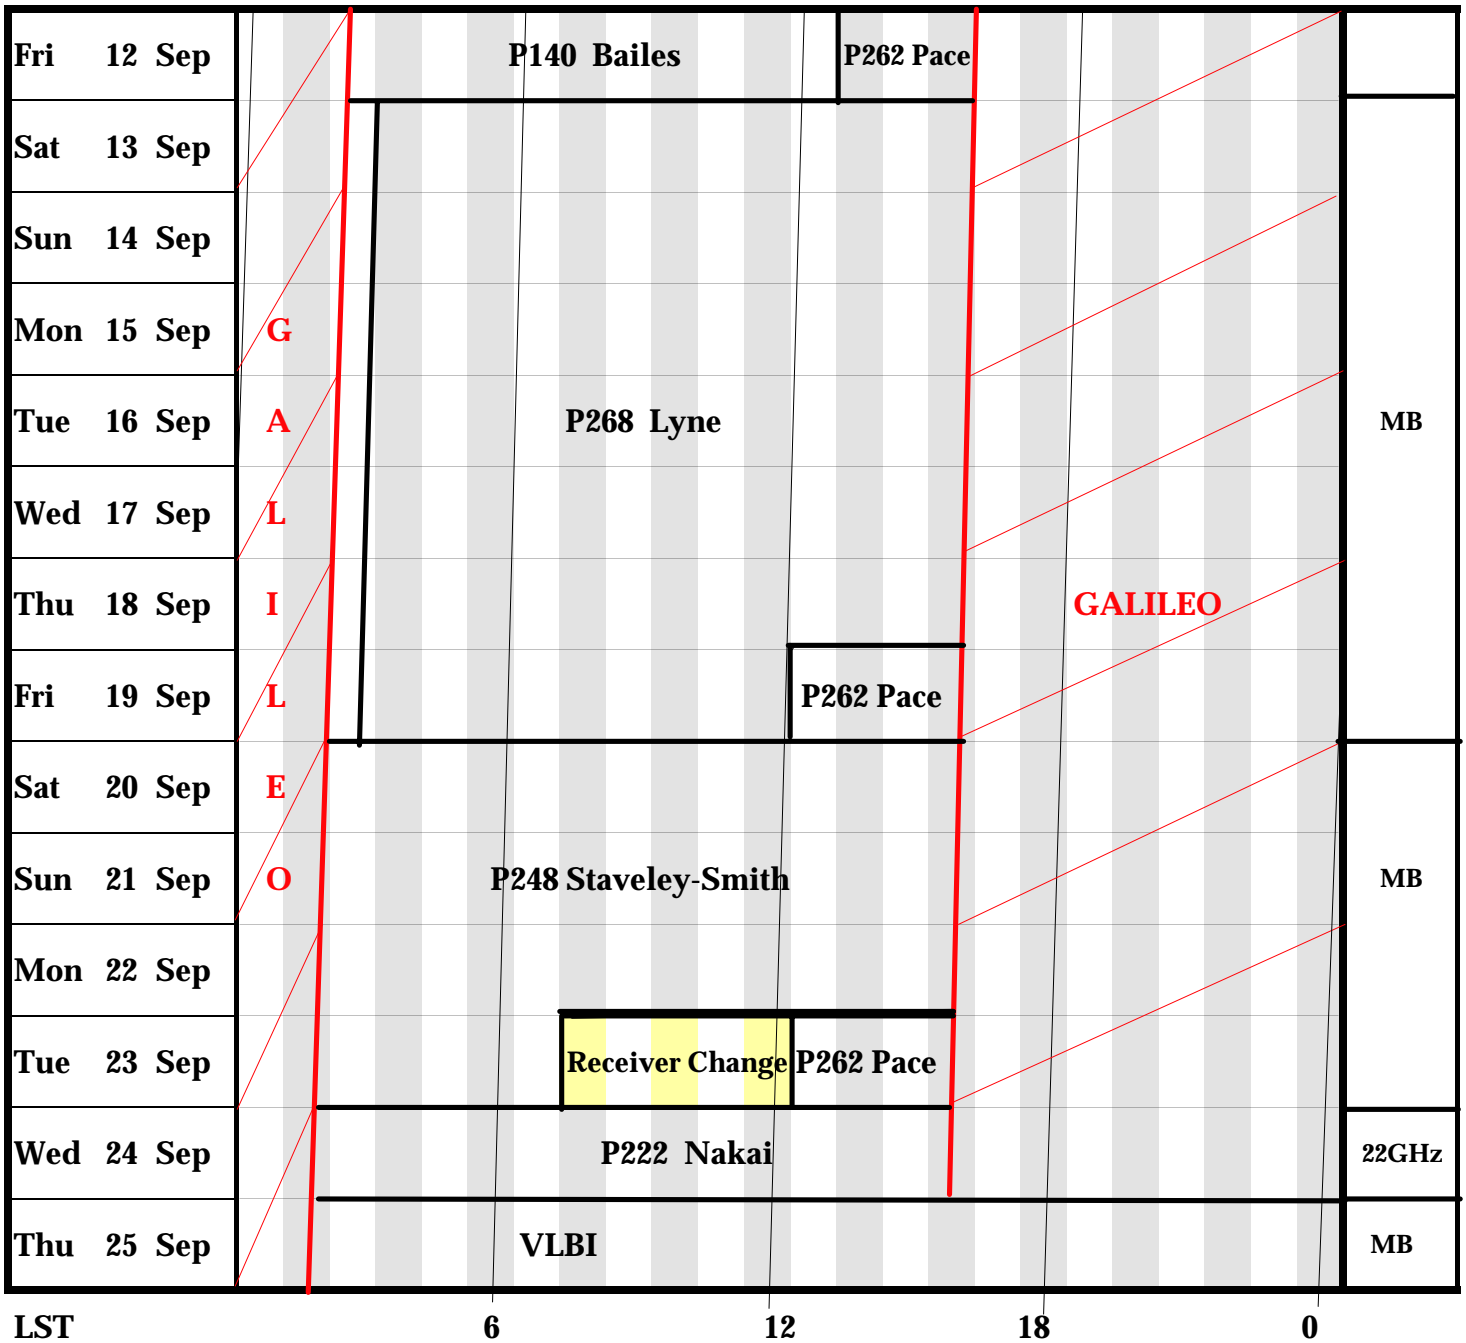 Fri 12 Sep P140 Bailes P262 Pace
Sat 13 Sep
Sun 14 Sep
Mon 15 Sep G
Tue 16 Sep A P268 Lyne MB
Wed 17 Sep L
Thu 18 Sep I GALILEO
Fri 19 Sep L P262 Pace
Sat 20 Sep E
Sun 21 Sep O P248 Staveley-Smith MB
Mon 22 Sep
Tue 23 Sep Receiver Change P262 Pace
Wed 24 Sep P222 Nakai 22GHz
Thu 25 Sep VLBI MB
LST 6 12 18 0